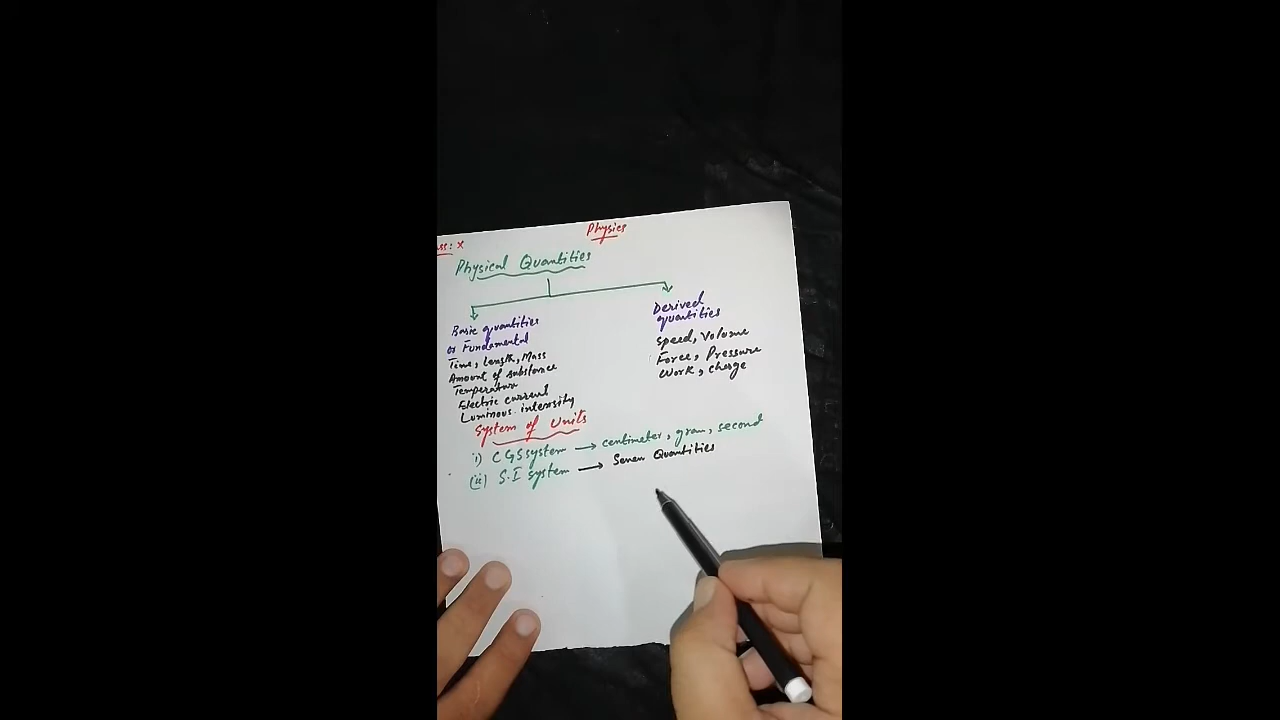 Physics
ss: x
Physical Quantities
Basic quantities
or Fundamental
Time, Length, Mass
Amount of substance
Temperature
Electric current
Luminous intensity
Derived
quantities
Speed, Volume
Force, Pressure
Work, charge
System of Units
i) CGS system → centimeter, gram, second
(ii) S.I system → Seven Quantities